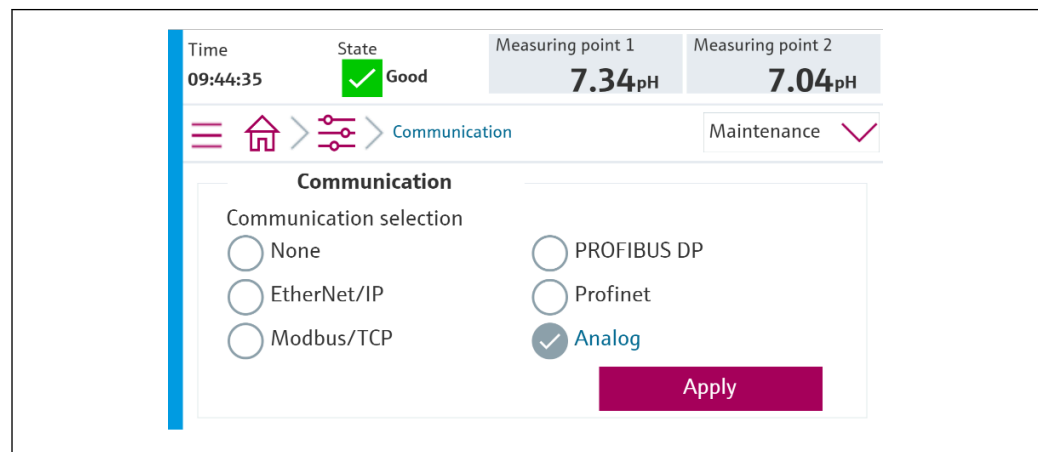 Time State Measuring point 1 Measuring point 2
09:44:35 Good 7.34pH 7.04pH
Communication Maintenance
Communication
Communication selection
None PROFIBUS DP
EtherNet/IP Profinet
Modbus/TCP Analog
Apply